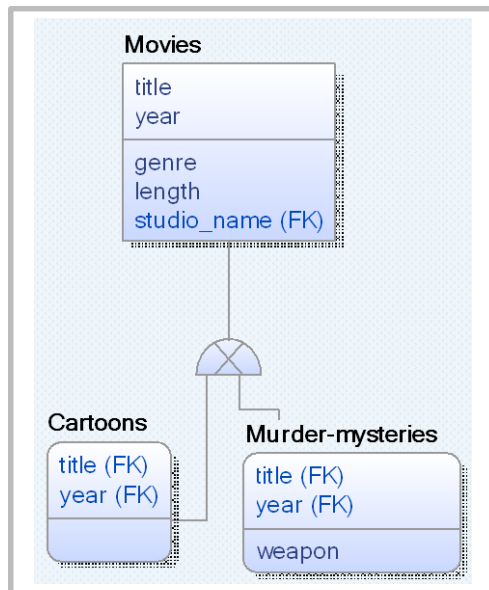 Movies
title
year
genre
length
studio_name (FK)
Cartoons
title (FK)
year (FK)
Murder-mysteries
title (FK)
year (FK)
weapon